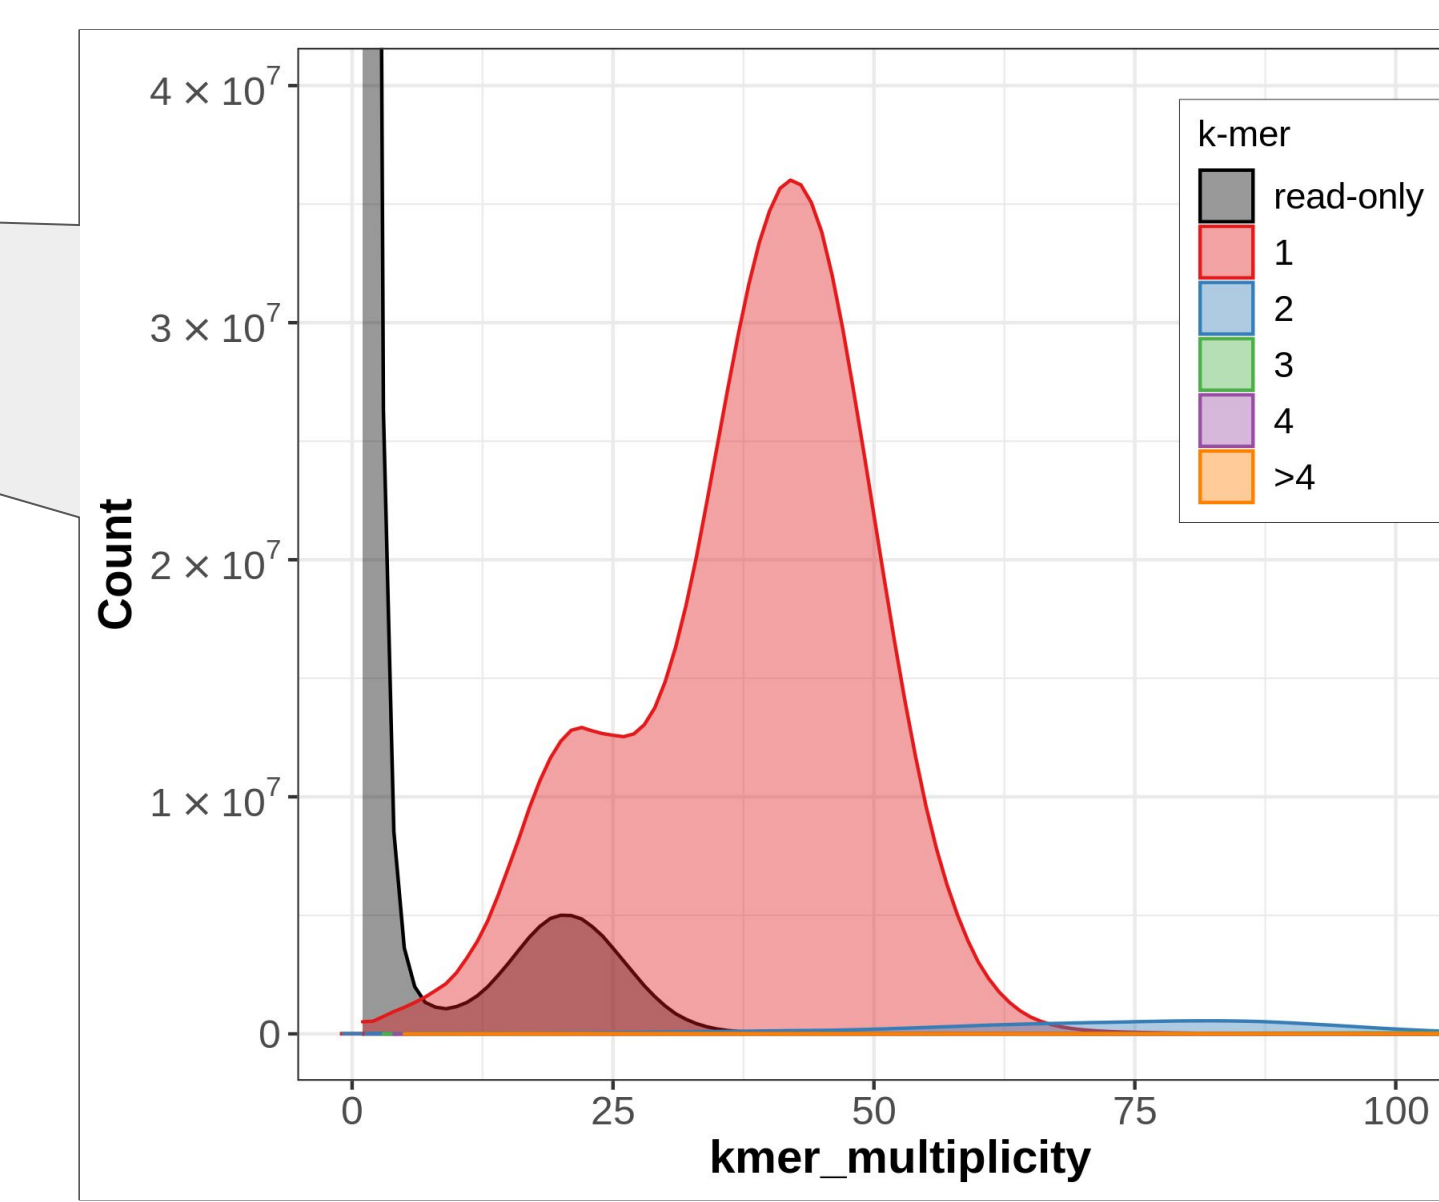 4 × 10⁷
3 × 10⁷
2 × 10⁷
1 × 10⁷
0
Count
0 25 50 75 100
kmer_multiplicity
k-mer
read-only
1
2
3
4
>4